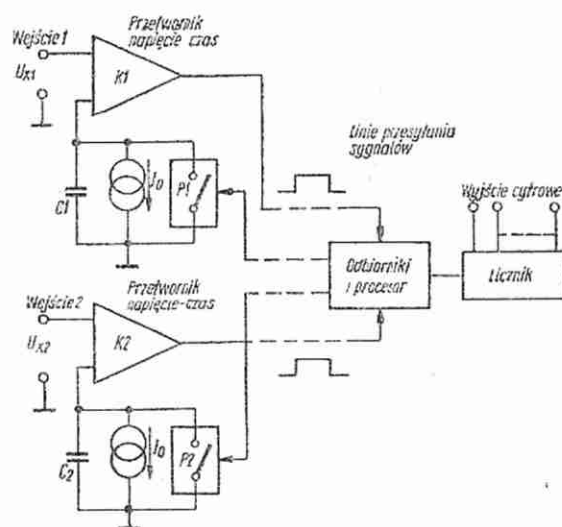 Przetwornik
napięcie czas
Wejście 1
Ux1
K1
C1
I0
P1
Linie przesyłania
sygnałów
Wyjście cyfrowe
Odbiorniki
i procesor
Licznik
Przetwornik
napięcie-czas
Wejście 2
Ux2
K2
C2
I0
P2